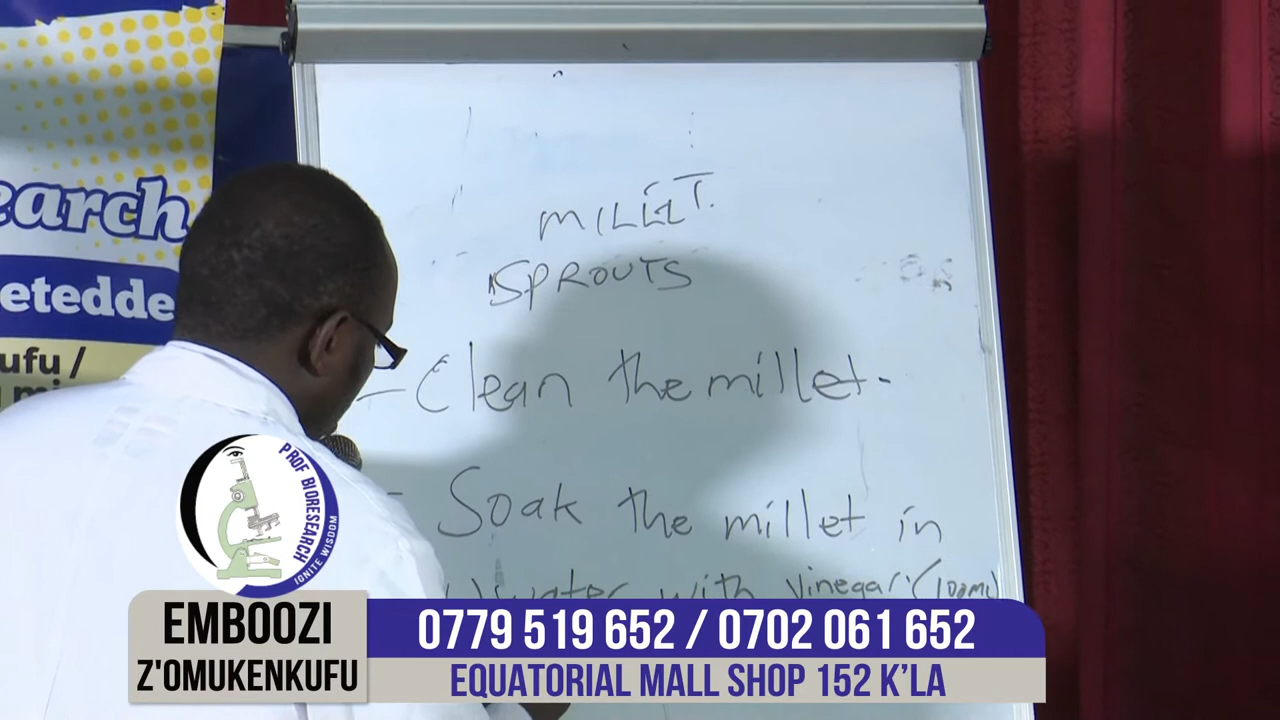 earch
etedde
ufu /
MILLET.
SPROUTS
- Clean the millet.
- Soak the millet in
water with vinegar (100ml)
PROF BIORESEARCH
IGNITE WISDOM
EMBOOZI
Z'OMUKENKUFU
0779 519 652 / 0702 061 652
EQUATORIAL MALL SHOP 152 K'LA